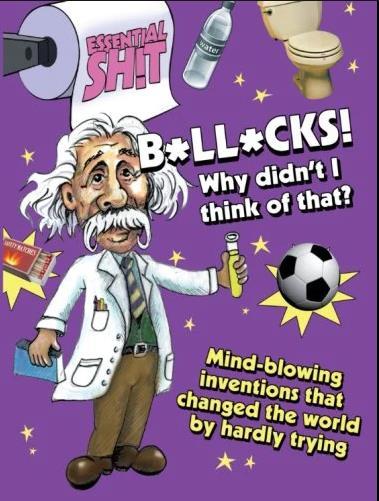 ESSENTIAL
SH!T
water
B*LL*CKS!
Why didn't I
think of that?
SAFETY MATCHES
Mind-blowing
inventions that
changed the world
by hardly trying